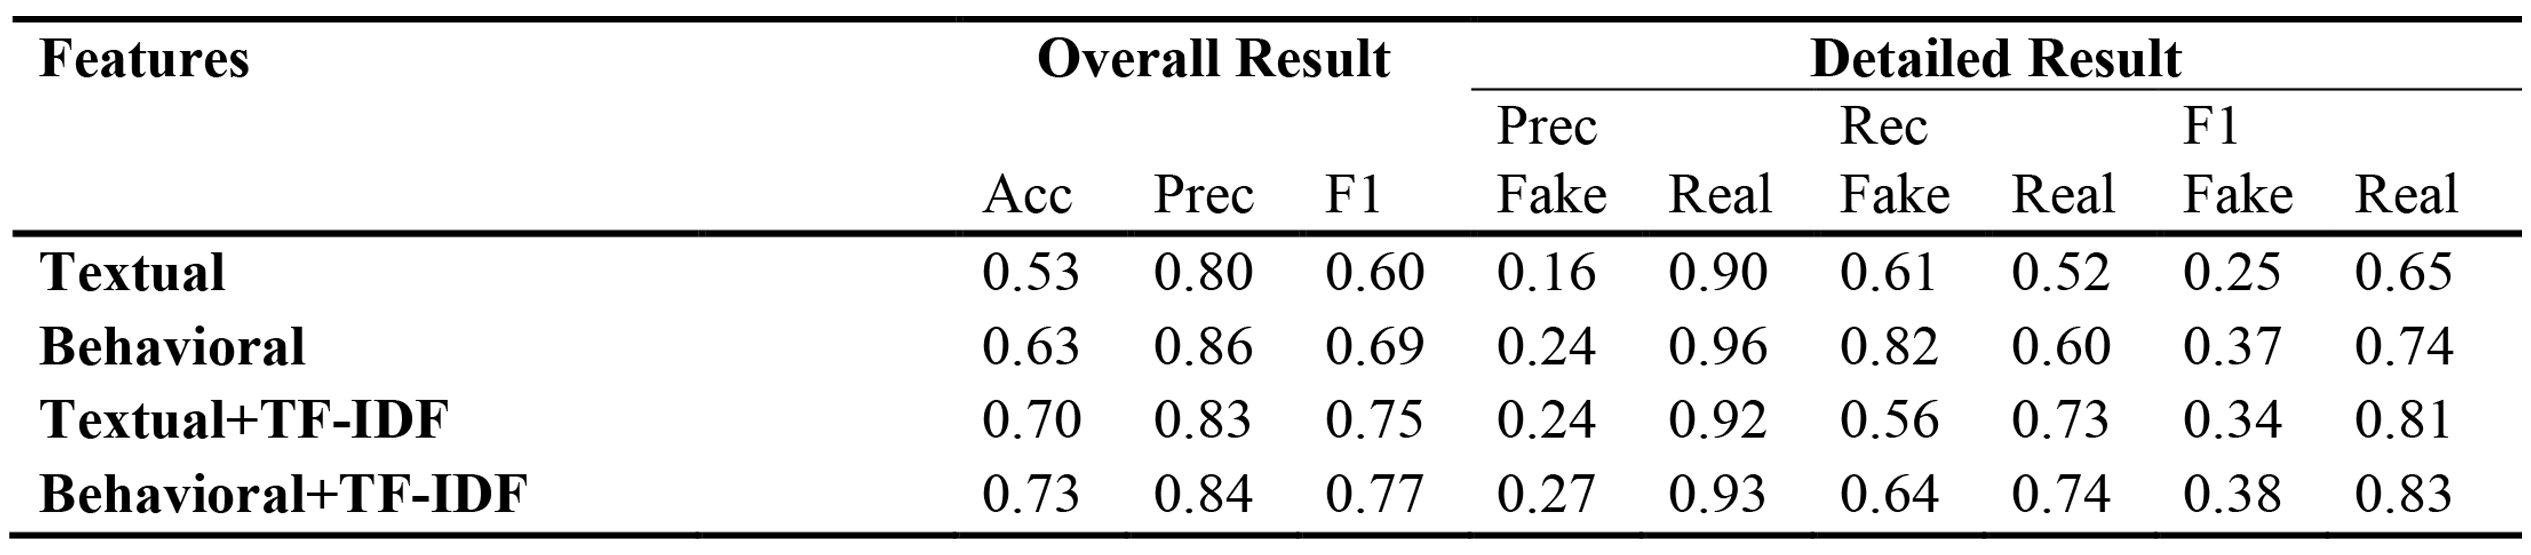 Features Overall Result Detailed Result
Prec Rec F1
Acc Prec F1 Fake Real Fake Real Fake Real
Textual 0.53 0.80 0.60 0.16 0.90 0.61 0.52 0.25 0.65
Behavioral 0.63 0.86 0.69 0.24 0.96 0.82 0.60 0.37 0.74
Textual+TF-IDF 0.70 0.83 0.75 0.24 0.92 0.56 0.73 0.34 0.81
Behavioral+TF-IDF 0.73 0.84 0.77 0.27 0.93 0.64 0.74 0.38 0.83